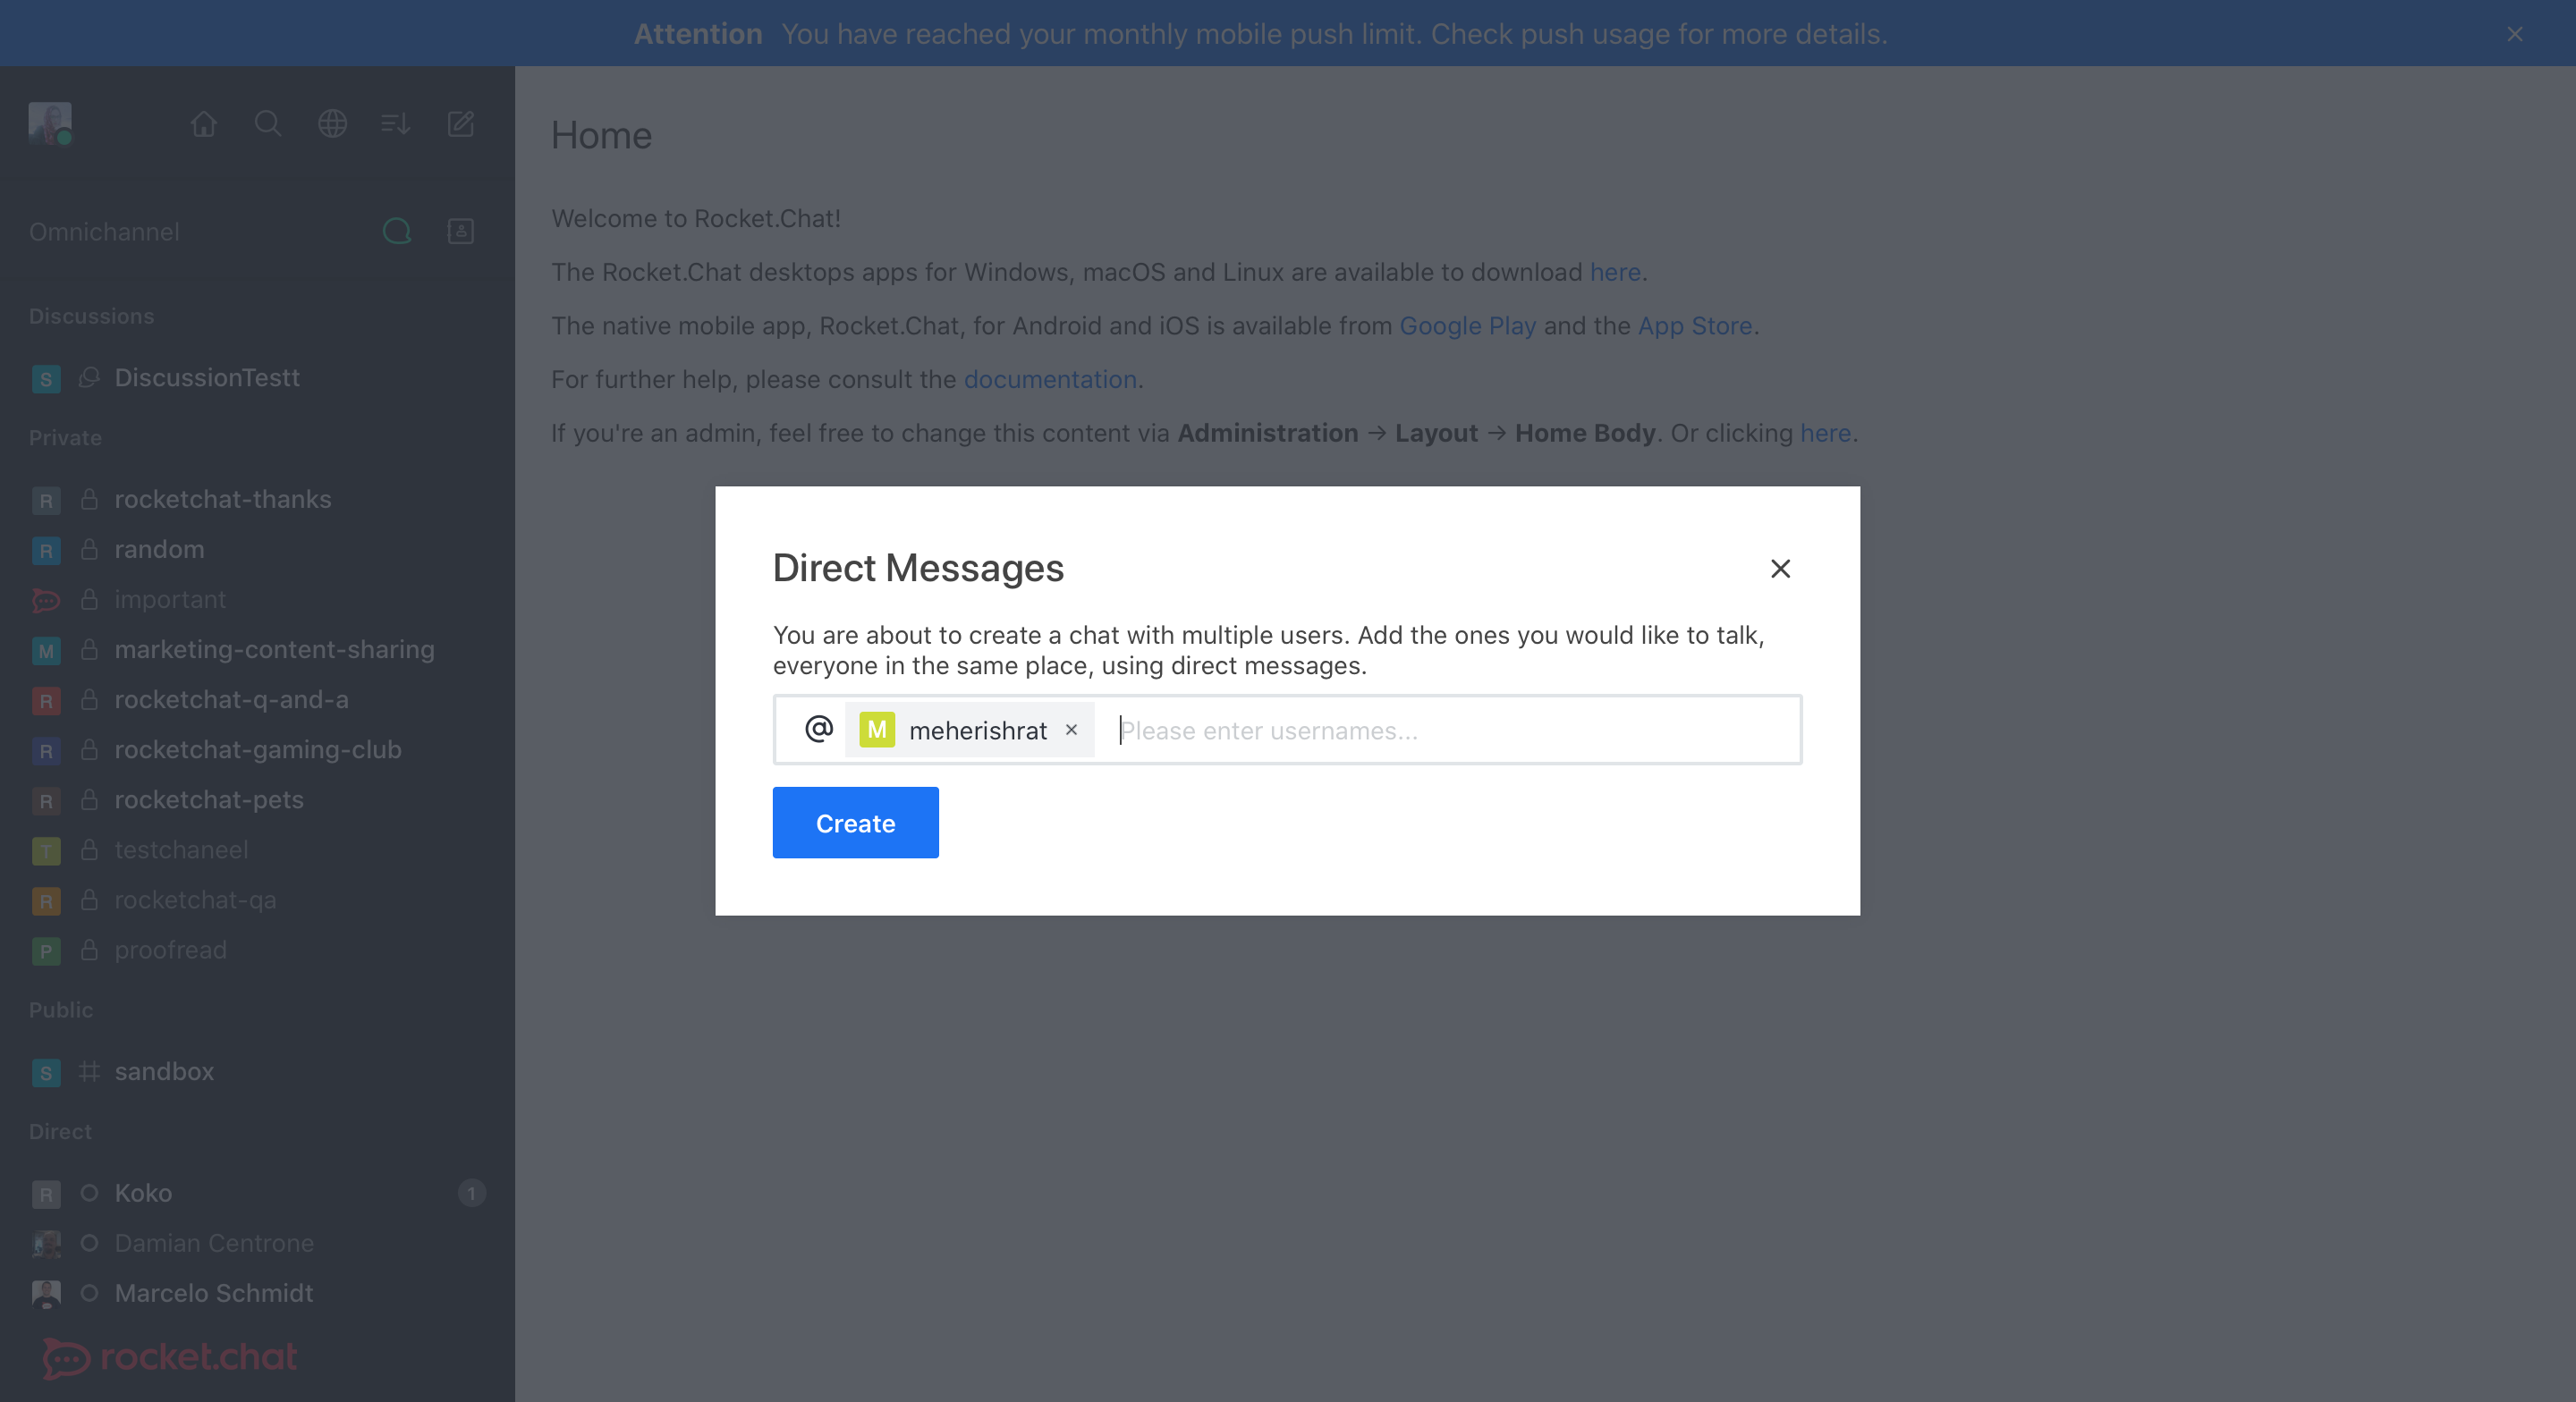 Attention You have reached your monthly mobile push limit. Check push usage for more details.
Omnichannel
Discussions
S DiscussionTestt
Private
R rocketchat-thanks
R random
important
M marketing-content-sharing
R rocketchat-q-and-a
R rocketchat-gaming-club
R rocketchat-pets
T testchaneel
R rocketchat-qa
P proofread
Public
S # sandbox
Direct
R Koko 1
Damian Centrone
Marcelo Schmidt
rocket.chat
Home
Welcome to Rocket.Chat!
The Rocket.Chat desktops apps for Windows, macOS and Linux are available to download here.
The native mobile app, Rocket.Chat, for Android and iOS is available from Google Play and the App Store.
For further help, please consult the documentation.
If you're an admin, feel free to change this content via Administration → Layout → Home Body. Or clicking here.
Direct Messages
You are about to create a chat with multiple users. Add the ones you would like to talk,
everyone in the same place, using direct messages.
@ M meherishrat × Please enter usernames...
Create